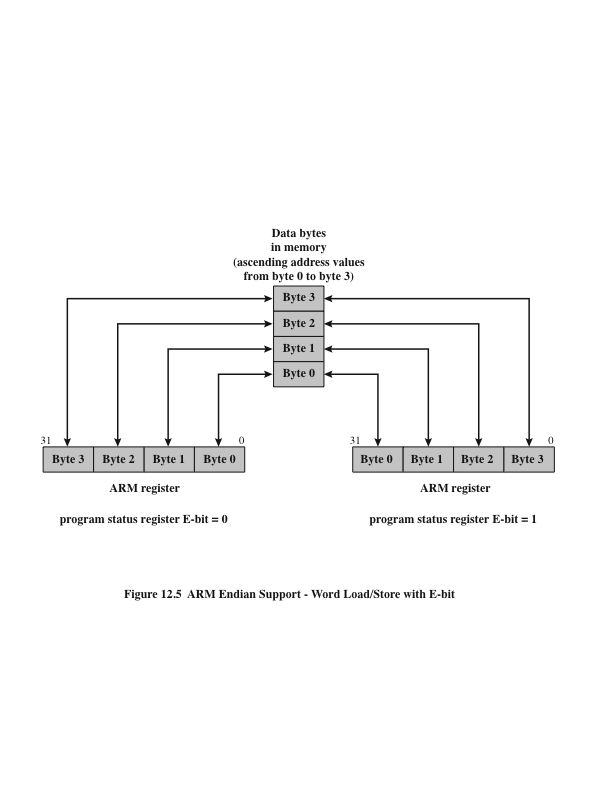 Data bytes
in memory
(ascending address values
from byte 0 to byte 3)
Byte 3
Byte 2
Byte 1
Byte 0
31 0
Byte 3 Byte 2 Byte 1 Byte 0
ARM register
program status register E-bit = 0
31 0
Byte 0 Byte 1 Byte 2 Byte 3
ARM register
program status register E-bit = 1
Figure 12.5 ARM Endian Support - Word Load/Store with E-bit